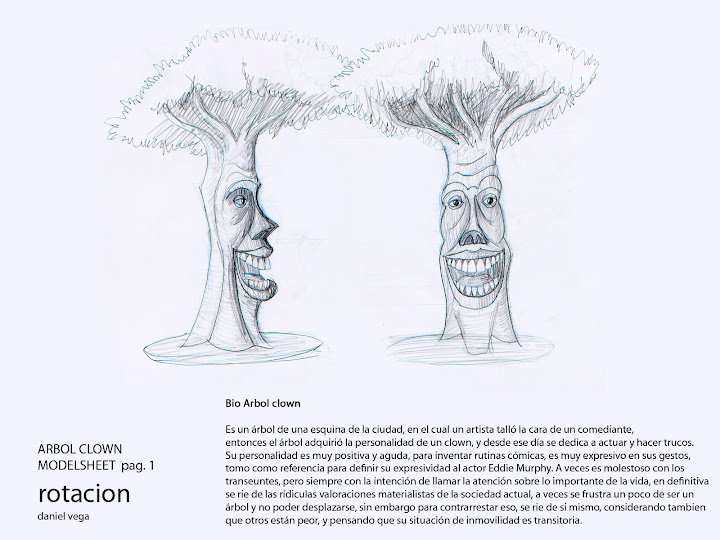 Bio Arbol clown
Es un árbol de una esquina de la ciudad, en el cual un artista talló la cara de un comediante,
entonces el árbol adquirió la personalidad de un clown, y desde ese día se dedica a actuar y hacer trucos.
Su personalidad es muy positiva y aguda, para inventar rutinas cómicas, es muy expresivo en sus gestos,
tomo como referencia para definir su expresividad al actor Eddie Murphy. A veces es molestoso con los
transeuntes, pero siempre con la intención de llamar la atención sobre lo importante de la vida, en definitiva
se rie de las rídiculas valoraciones materialistas de la sociedad actual, a veces se frustra un poco de ser un
árbol y no poder desplazarse, sin embargo para contrarrestar eso, se rie de si mismo, considerando tambien
que otros están peor, y pensando que su situación de inmovilidad es transitoria.
ARBOL CLOWN
MODELSHEET pag. 1
rotacion
daniel vega